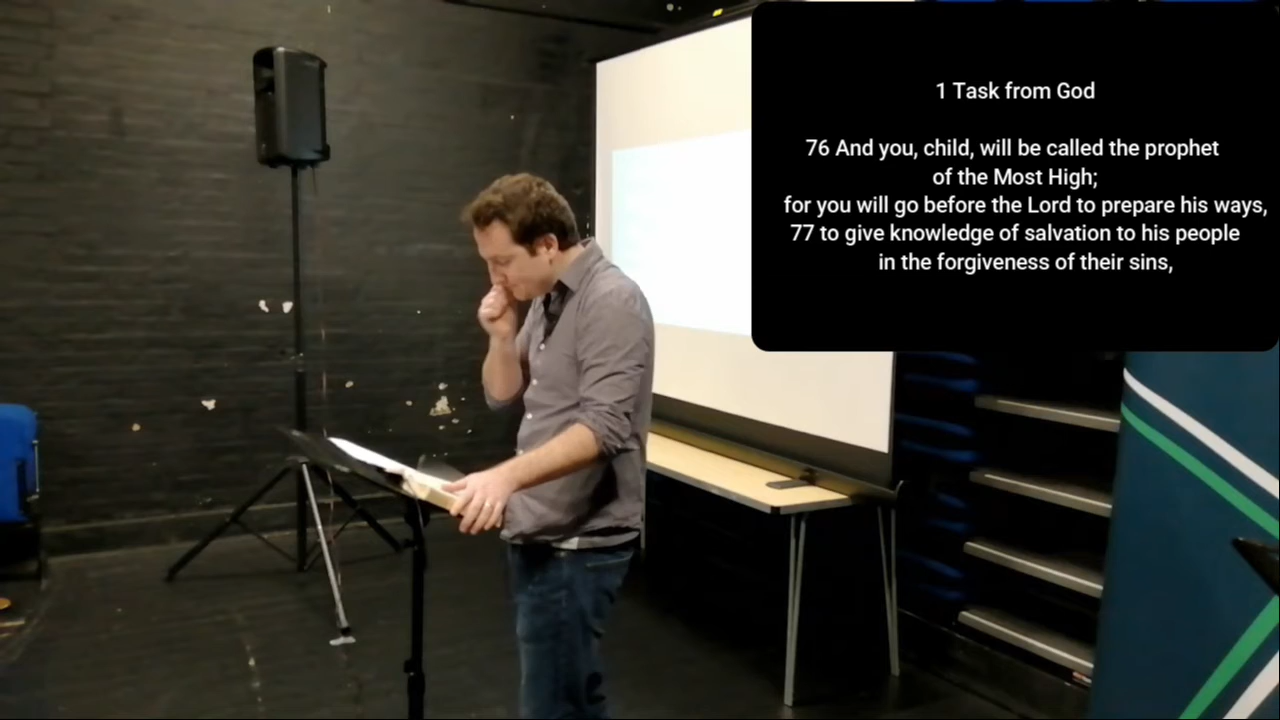 1 Task from God
76 And you, child, will be called the prophet
of the Most High;
for you will go before the Lord to prepare his ways,
77 to give knowledge of salvation to his people
in the forgiveness of their sins,